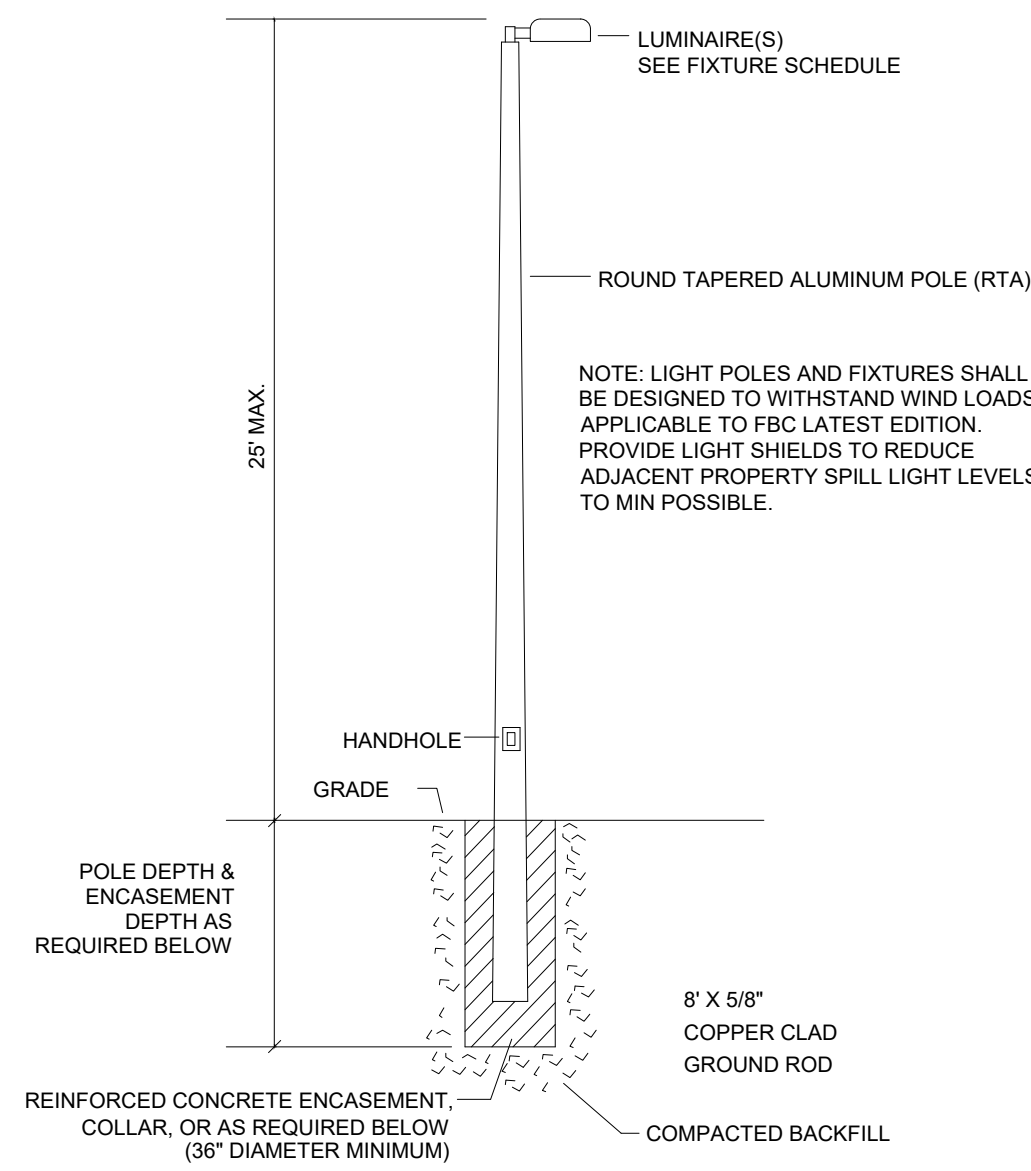 LUMINAIRE(S)
SEE FIXTURE SCHEDULE
ROUND TAPERED ALUMINUM POLE (RTA)
25' MAX.
NOTE: LIGHT POLES AND FIXTURES SHALL
BE DESIGNED TO WITHSTAND WIND LOADS
APPLICABLE TO FBC LATEST EDITION.
PROVIDE LIGHT SHIELDS TO REDUCE
ADJACENT PROPERTY SPILL LIGHT LEVELS
TO MIN POSSIBLE.
HANDHOLE
GRADE
POLE DEPTH &
ENCASEMENT
DEPTH AS
REQUIRED BELOW
8' X 5/8"
COPPER CLAD
GROUND ROD
REINFORCED CONCRETE ENCASEMENT,
COLLAR, OR AS REQUIRED BELOW
(36" DIAMETER MINIMUM)
COMPACTED BACKFILL